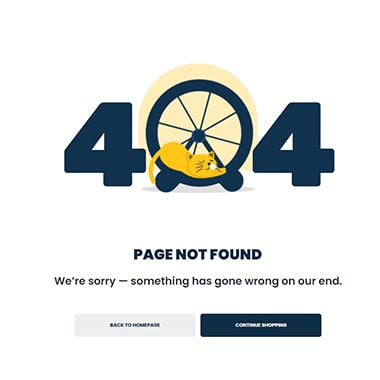 404
PAGE NOT FOUND
We're sorry — something has gone wrong on our end.
BACK TO HOMEPAGE
CONTINUE SHOPPING